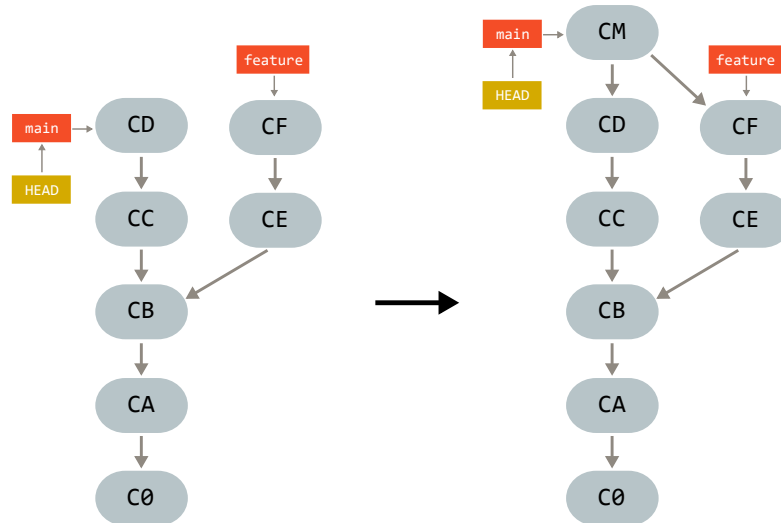 feature
main
CD
CF
HEAD
CC
CE
CB
CA
C0
main
CM
feature
HEAD
CD
CF
CC
CE
CB
CA
C0